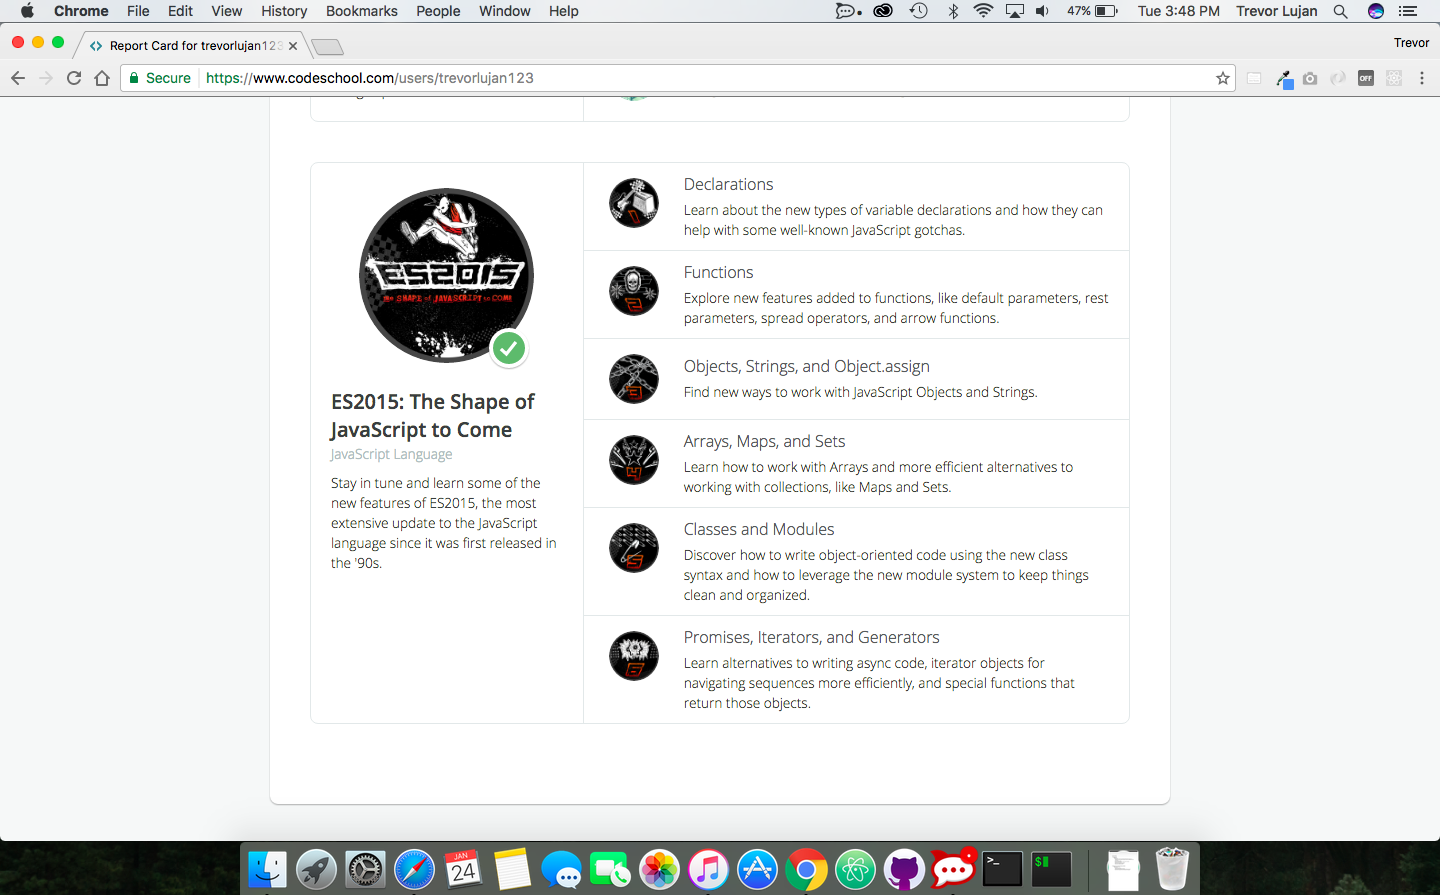 Chrome File Edit View History Bookmarks People Window Help 47% Tue 3:48 PM Trevor Lujan
Report Card for trevorlujan123 Trevor
Secure https://www.codeschool.com/users/trevorlujan123
OFF
ES2015
the SHAPE of JAVASCRIPT to COME
ES2015: The Shape of
JavaScript to Come
JavaScript Language
Stay in tune and learn some of the
new features of ES2015, the most
extensive update to the JavaScript
language since it was first released in
the '90s.
1
Declarations
Learn about the new types of variable declarations and how they can
help with some well-known JavaScript gotchas.
2
Functions
Explore new features added to functions, like default parameters, rest
parameters, spread operators, and arrow functions.
3
Objects, Strings, and Object.assign
Find new ways to work with JavaScript Objects and Strings.
4
Arrays, Maps, and Sets
Learn how to work with Arrays and more efficient alternatives to
working with collections, like Maps and Sets.
5
Classes and Modules
Discover how to write object-oriented code using the new class
syntax and how to leverage the new module system to keep things
clean and organized.
6
Promises, Iterators, and Generators
Learn alternatives to writing async code, iterator objects for
navigating sequences more efficiently, and special functions that
return those objects.
JAN
24
>_
$